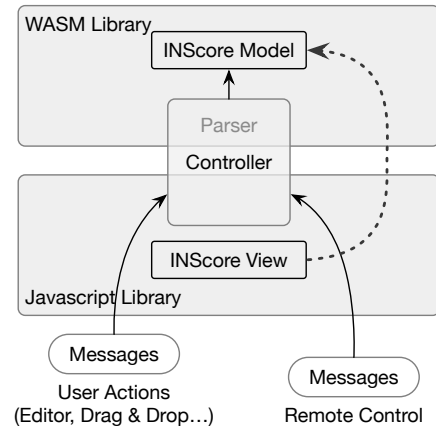 WASM Library
INScore Model
Parser
Controller
INScore View
Javascript Library
Messages
User Actions
(Editor, Drag & Drop…)
Messages
Remote Control